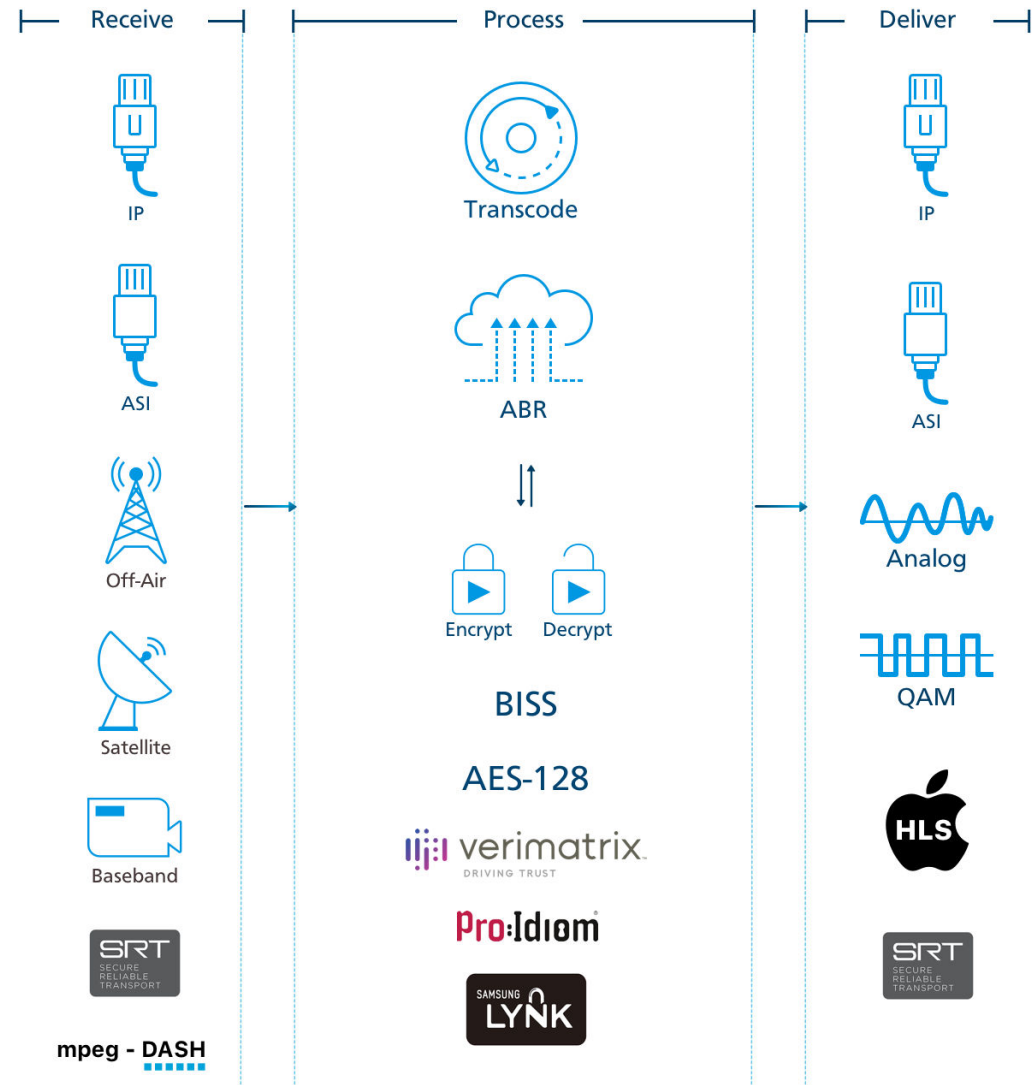 Receive
Process
Deliver
IP
ASI
Off-Air
Satellite
Baseband
SRT
SECURE
RELIABLE
TRANSPORT
mpeg - DASH
Transcode
ABR
Encrypt Decrypt
BISS
AES-128
verimatrix™
DRIVING TRUST
Pro:Idiom®
SAMSUNG
LYNK
IP
ASI
Analog
QAM
HLS
SRT
SECURE
RELIABLE
TRANSPORT